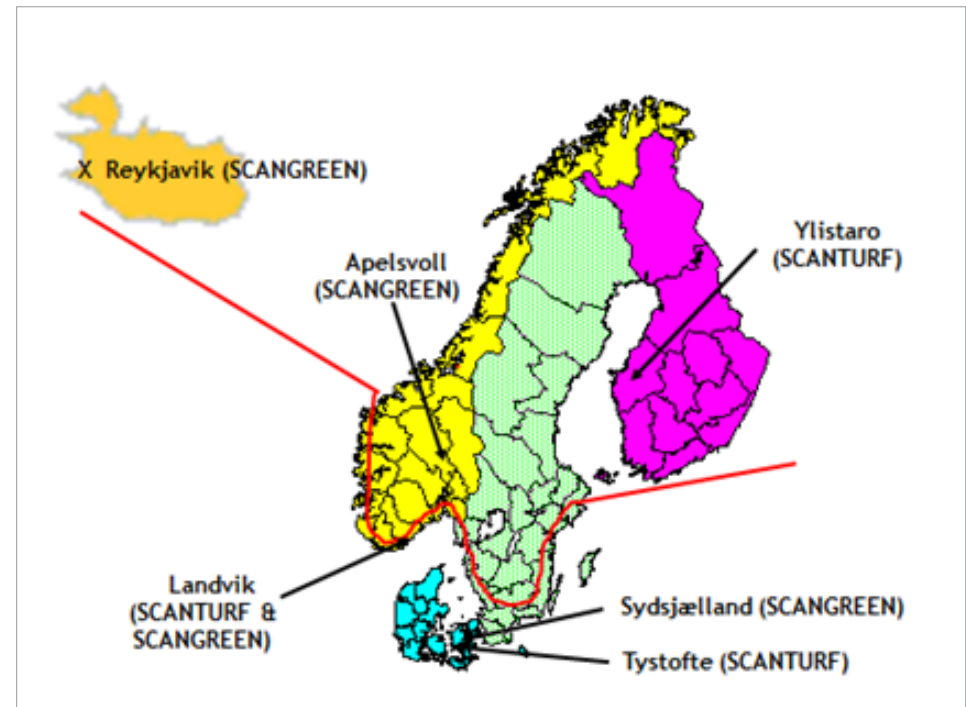 X Reykjavik (SCANGREEN)
Ylistaro
(SCANTURF)
Apelsvoll
(SCANGREEN)
Landvik
(SCANTURF &
SCANGREEN)
Sydsjælland (SCANGREEN)
Tystofte (SCANTURF)